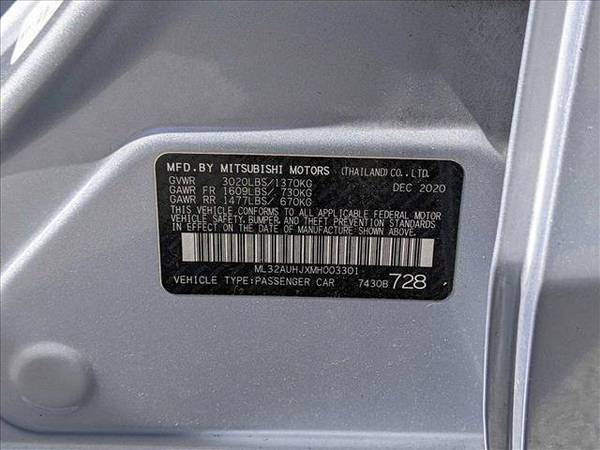 MFD.BY MITSUBISHI MOTORS (THAILAND) CO.,LTD.
GVWR 3020LBS/1370KG DEC 2020
GAWR FR 1609LBS/ 730KG
GAWR RR 1477LBS/ 670KG
THIS VEHICLE CONFORMS TO ALL APPLICABLE FEDERAL MOTOR
VEHICLE SAFETY,BUMPER,AND THEFT PREVENTION STANDARDS
IN EFFECT ON THE DATE OF MANUFACTURE SHOWN ABOVE.
ML32AUHJXMH003301
VEHICLE TYPE:PASSENGER CAR 7430B 728